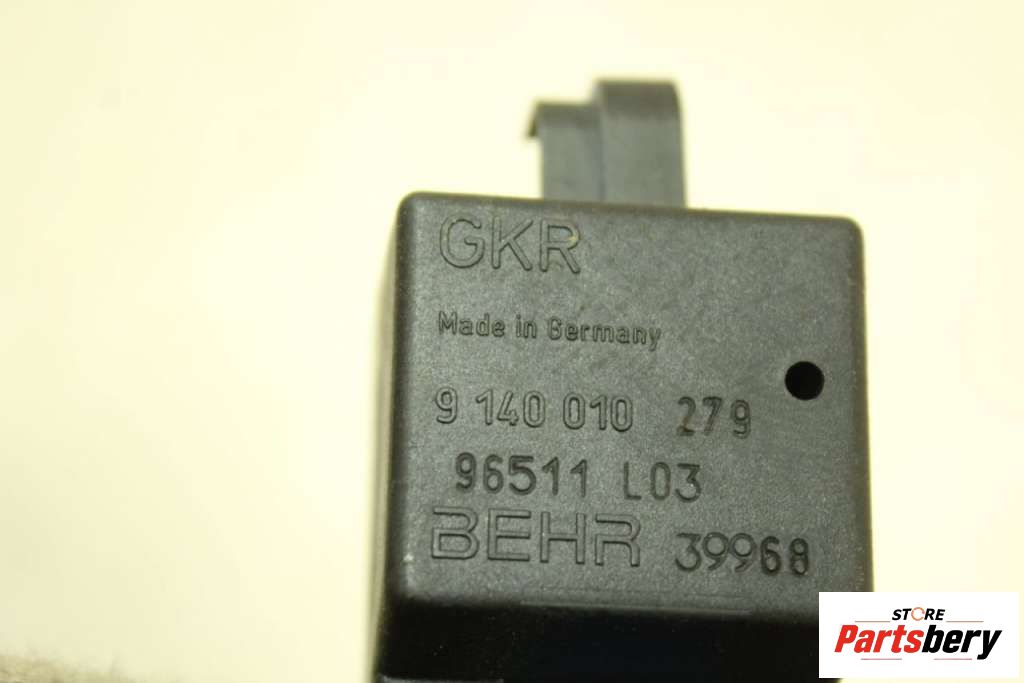 GKR
Made in Germany
9 140 010 279
96511 L03
BEHR 39968
STORE
Partsbery